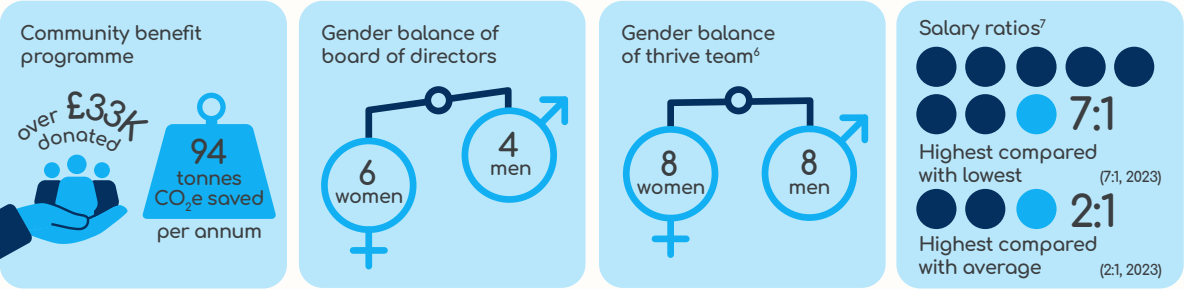 Community benefit
programme
over £33K
donated
94
tonnes
CO₂e saved
per annum
Gender balance of
board of directors
6
women
4
men
Gender balance
of thrive team⁶
8
women
8
men
Salary ratios⁷
7:1
Highest compared
with lowest (7:1, 2023)
2:1
Highest compared
with average (2:1, 2023)